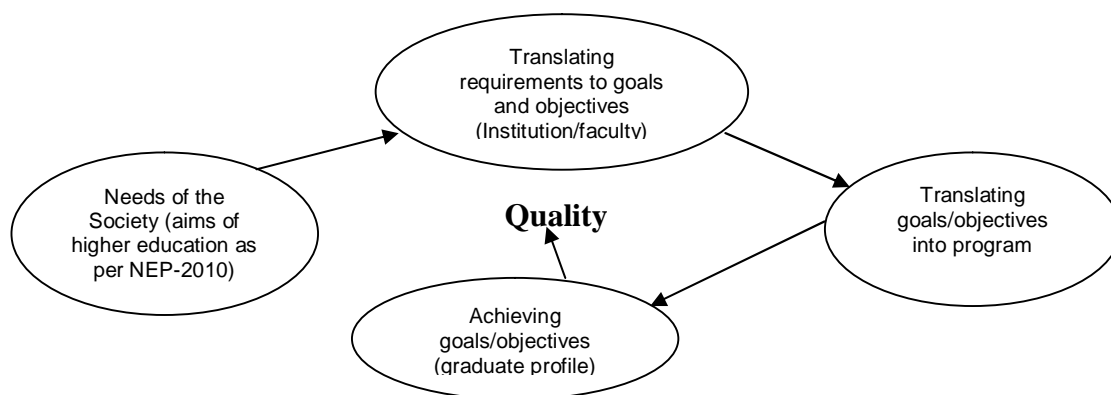 Translating
requirements to goals
and objectives
(Institution/faculty)
Needs of the
Society (aims of
higher education as
per NEP-2010)
Translating
goals/objectives
into program
Quality
Achieving
goals/objectives
(graduate profile)